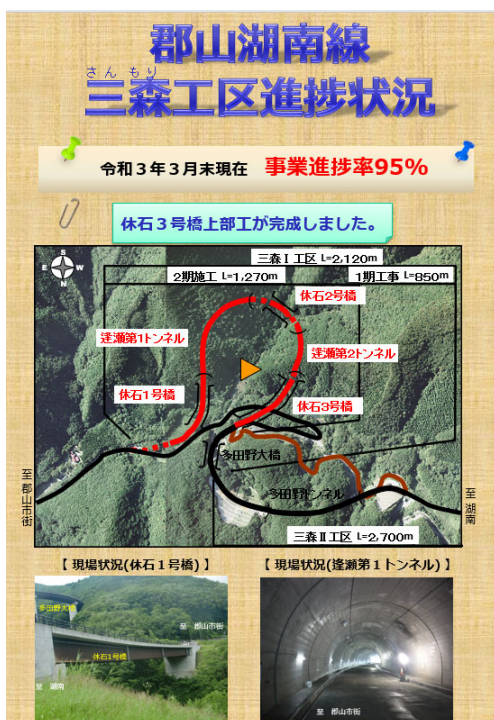 郡山湖南線
さんもり
三森工区進捗状況
令和３年３月末現在 事業進捗率95%
休石３号橋上部工が完成しました。
S
E W
N
三森Ⅰ工区 L=2,120m
2期施工 L=1,270m
1期工事 L=850m
休石2号橋
逢瀬第1トンネル
逢瀬第2トンネル
休石1号橋
休石3号橋
多田野大橋
至 郡山市街
多田野トンネル
至 湖南
三森Ⅱ工区 L=2,700m
【 現場状況(休石１号橋) 】
【 現場状況(逢瀬第１トンネル) 】
多田野大橋
至 郡山市街
休石1号橋
至 湖南
至 郡山市街